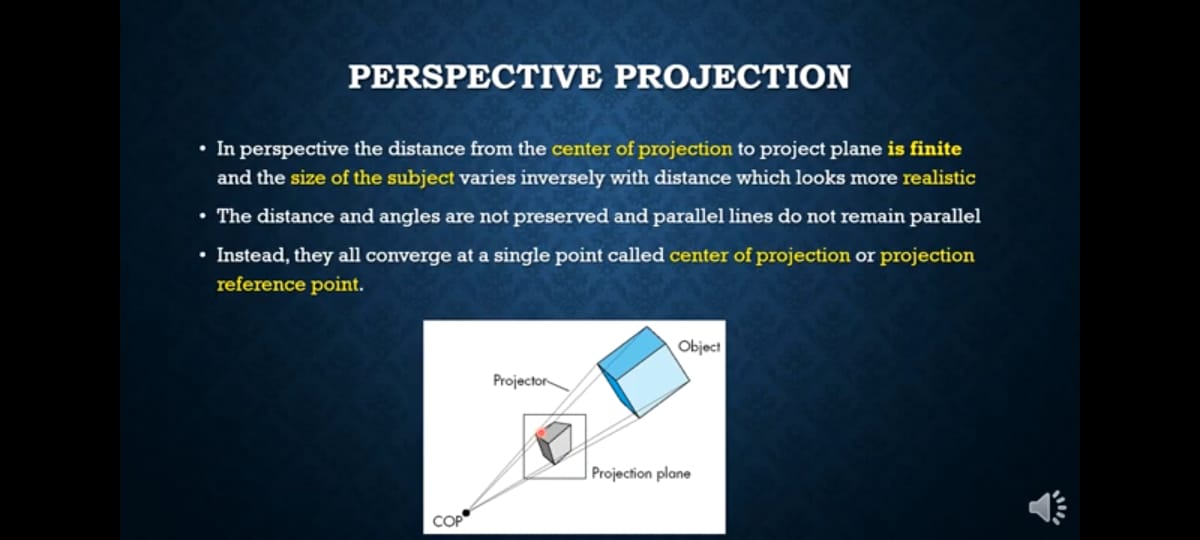 PERSPECTIVE PROJECTION
• In perspective the distance from the center of projection to project plane is finite
and the size of the subject varies inversely with distance which looks more realistic
• The distance and angles are not preserved and parallel lines do not remain parallel
• Instead, they all converge at a single point called center of projection or projection
reference point.
Object
Projector
Projection plane
COP